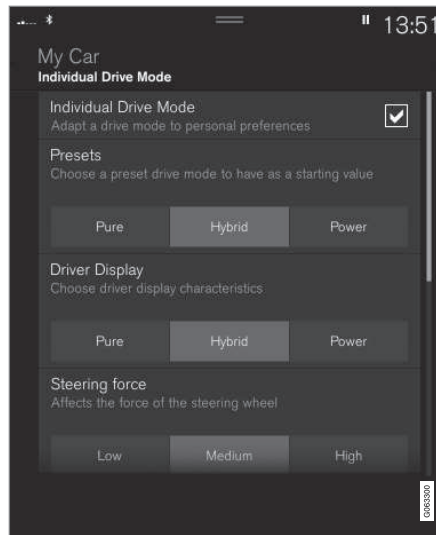 13:51
My Car
Individual Drive Mode
Individual Drive Mode
Adapt a drive mode to personal preferences
Presets
Choose a preset drive mode to have as a starting value
Pure Hybrid Power
Driver Display
Choose driver display characteristics
Pure Hybrid Power
Steering force
Affects the force of the steering wheel
Low Medium High
G063300